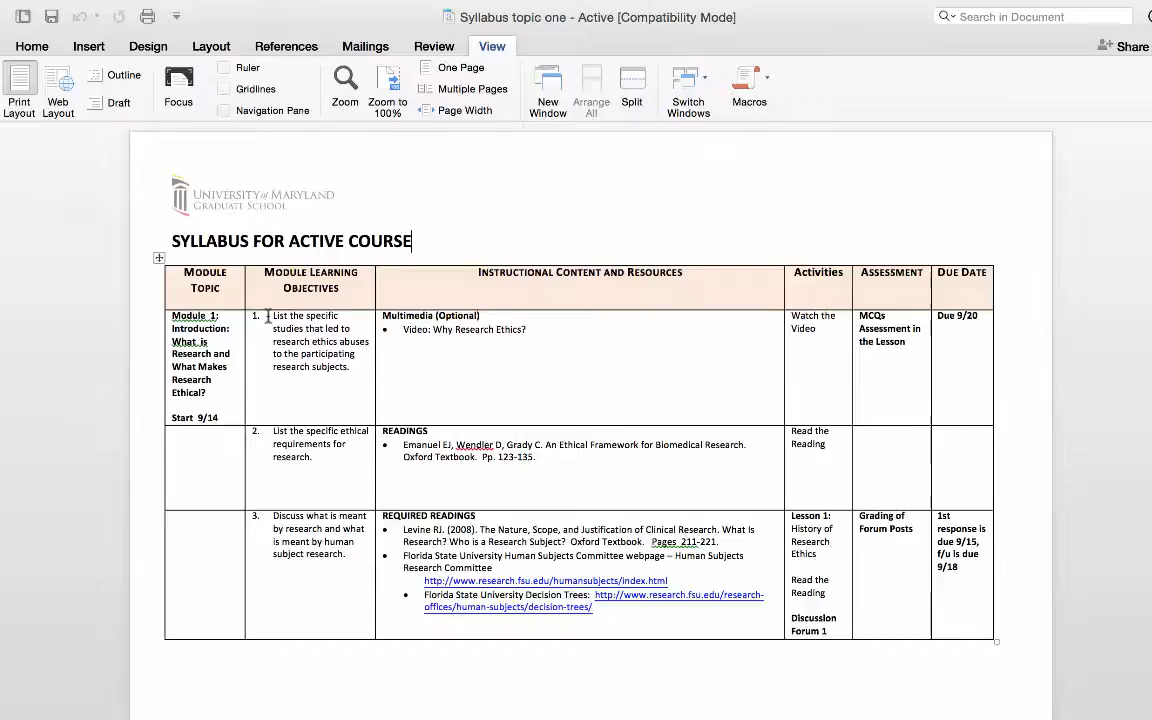 Syllabus topic one - Active [Compatibility Mode]
Search in Document
Home Insert Design Layout References Mailings Review View
Share
Print Layout
Web Layout
Outline
Draft
Focus
Ruler
Gridlines
Navigation Pane
Zoom
Zoom to 100%
One Page
Multiple Pages
Page Width
New Window
Arrange All
Split
Switch Windows
Macros
UNIVERSITY of MARYLAND
GRADUATE SCHOOL
SYLLABUS FOR ACTIVE COURSE
MODULE
TOPIC
MODULE LEARNING
OBJECTIVES
INSTRUCTIONAL CONTENT AND RESOURCES
Activities
ASSESSMENT
DUE DATE
Module 1:
Introduction:
What is
Research and
What Makes
Research
Ethical?
Start 9/14
1. List the specific
studies that led to
research ethics abuses
to the participating
research subjects.
Multimedia (Optional)
• Video: Why Research Ethics?
Watch the
Video
MCQs
Assessment in
the Lesson
Due 9/20
2. List the specific ethical
requirements for
research.
READINGS
• Emanuel EJ, Wendler D, Grady C. An Ethical Framework for Biomedical Research.
Oxford Textbook. Pp. 123-135.
Read the
Reading
3. Discuss what is meant
by research and what
is meant by human
subject research.
REQUIRED READINGS
• Levine RJ. (2008). The Nature, Scope, and Justification of Clinical Research. What Is
Research? Who is a Research Subject? Oxford Textbook. Pages 211-221.
• Florida State University Human Subjects Committee webpage – Human Subjects
Research Committee
http://www.research.fsu.edu/humansubjects/index.html
• Florida State University Decision Trees: http://www.research.fsu.edu/research-
offices/human-subjects/decision-trees/
Lesson 1:
History of
Research
Ethics
Read the
Reading
Discussion
Forum 1
Grading of
Forum Posts
1st
response is
due 9/15,
f/u is due
9/18